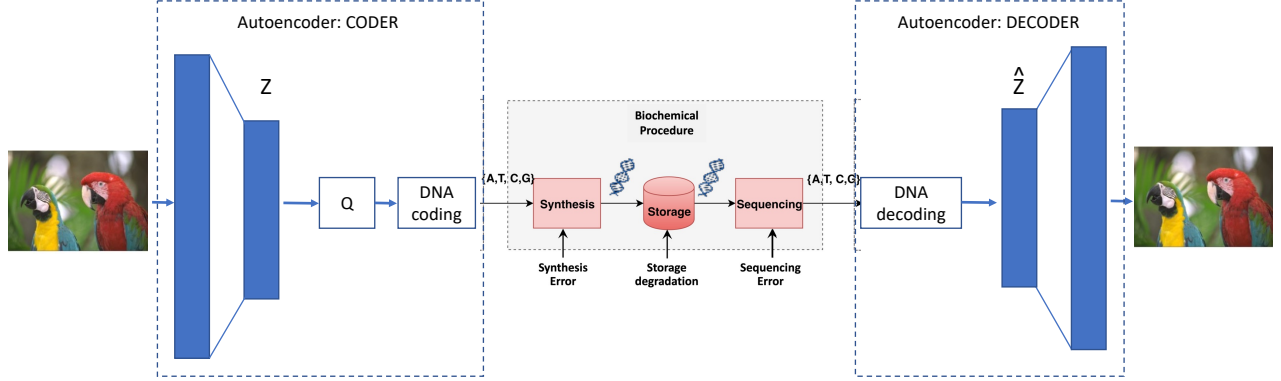 Autoencoder: CODER
Z
Q
DNA
coding
{A,T, C,G}
Biochemical
Procedure
Synthesis
Storage
Sequencing
Synthesis
Error
Storage
degradation
Sequencing
Error
{A,T, C,G}
Autoencoder: DECODER
Ẑ
DNA
decoding